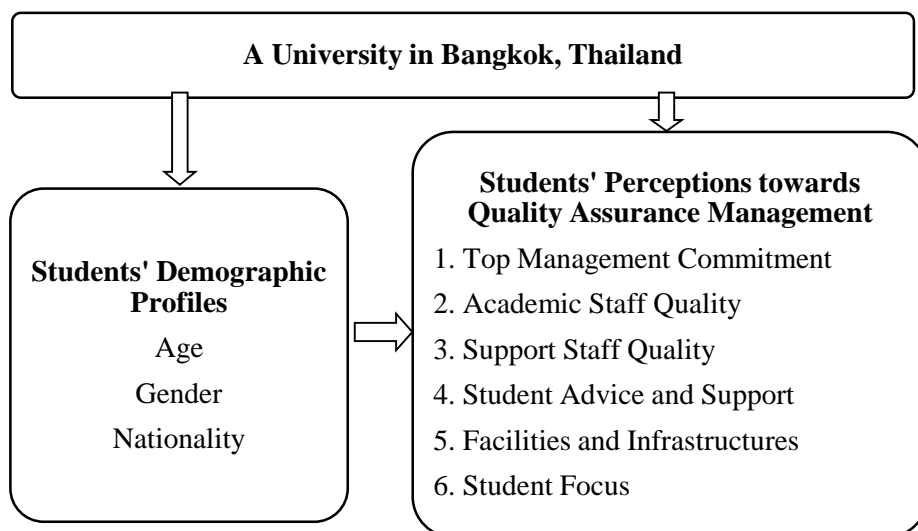 A University in Bangkok, Thailand
Students' Demographic
Profiles
Age
Gender
Nationality
Students' Perceptions towards
Quality Assurance Management
1. Top Management Commitment
2. Academic Staff Quality
3. Support Staff Quality
4. Student Advice and Support
5. Facilities and Infrastructures
6. Student Focus